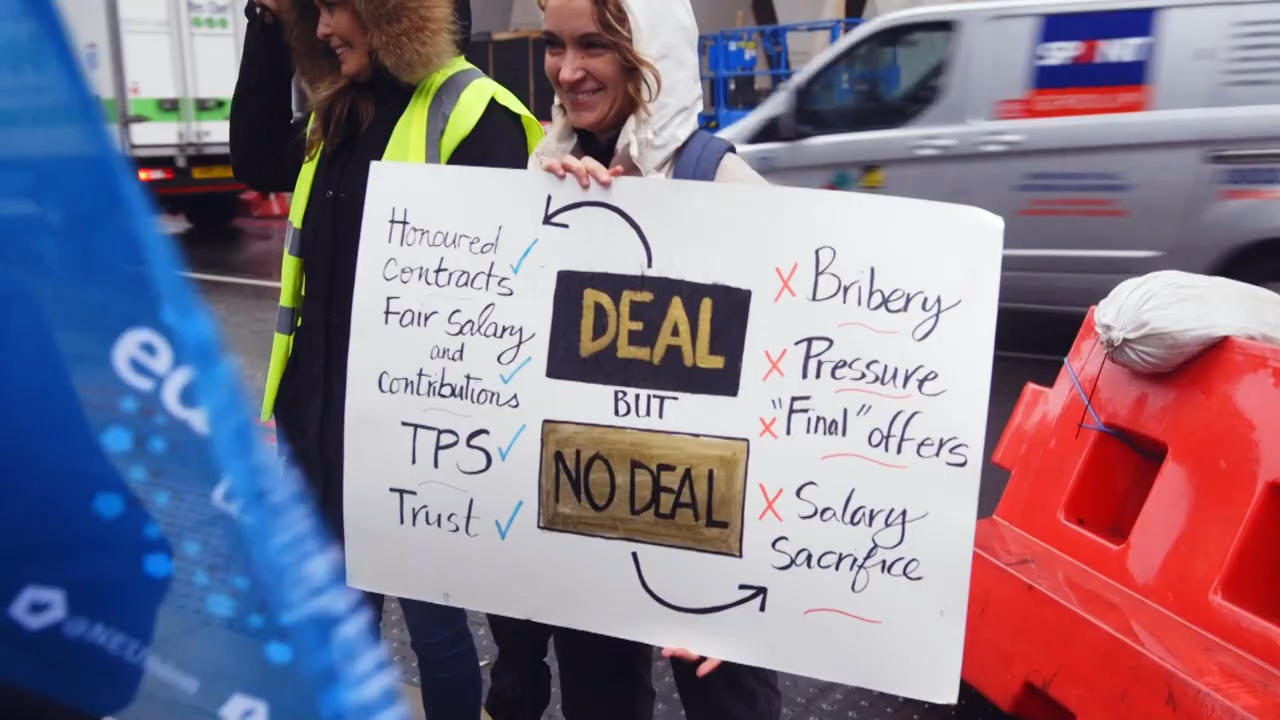 Honoured
Contracts
Fair Salary
and
contributions
TPS
Trust
DEAL
BUT
NO DEAL
Bribery
Pressure
"Final" offers
Salary
Sacrifice